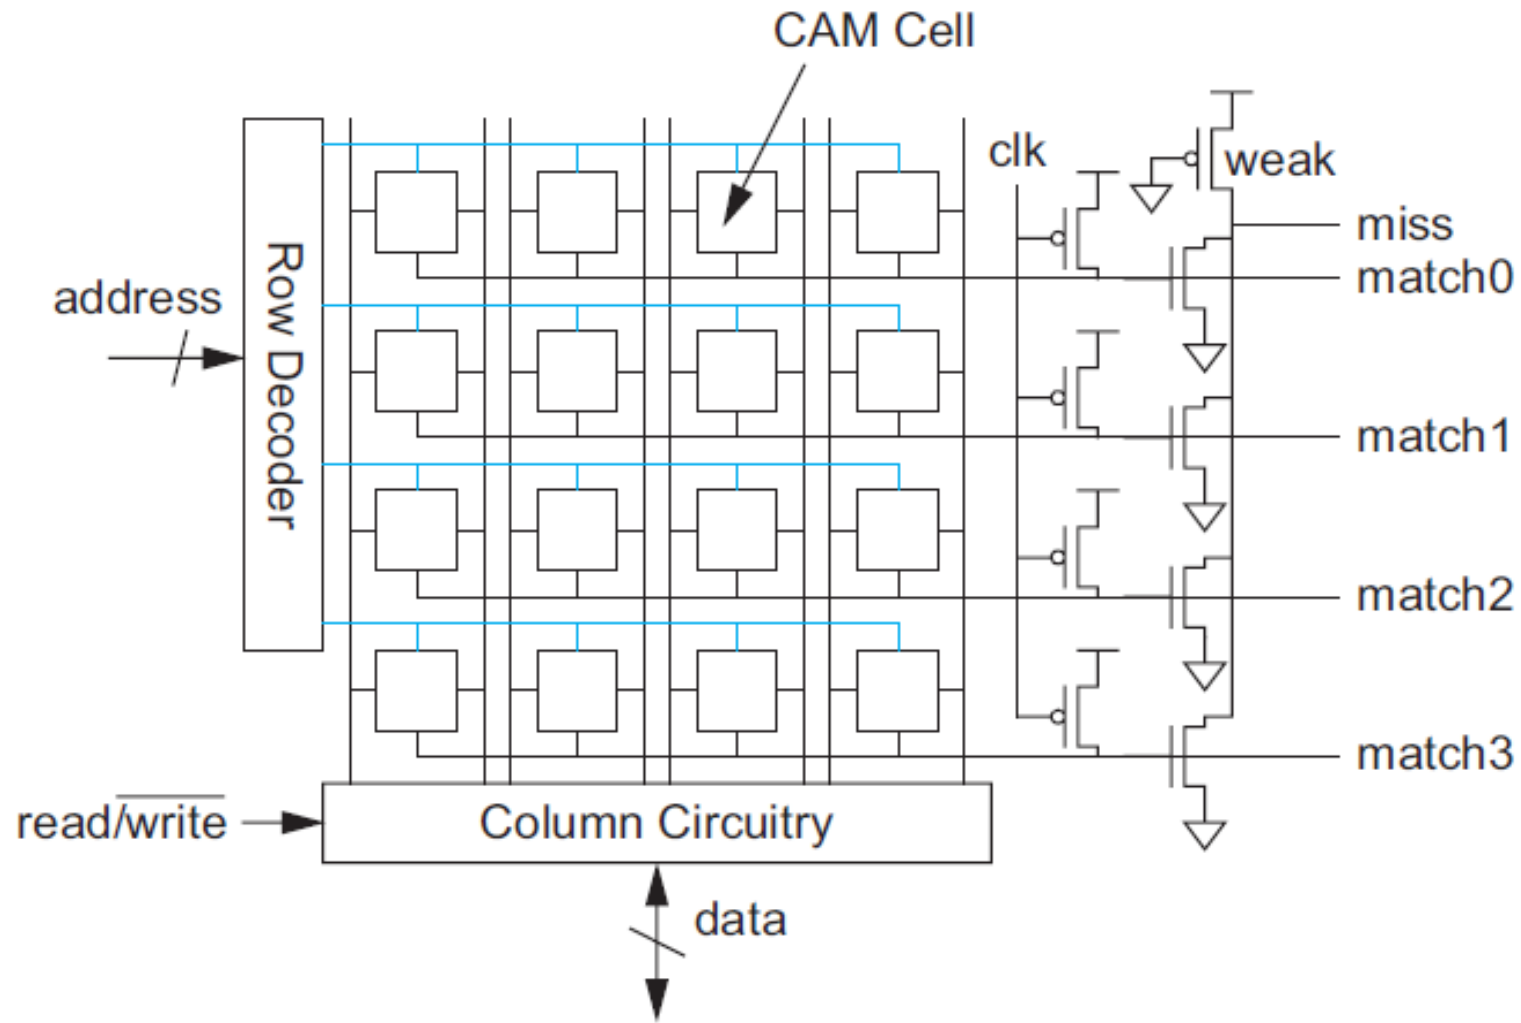 CAM Cell
clk
weak
miss
match0
address
Row Decoder
match1
match2
match3
read/write
Column Circuitry
data